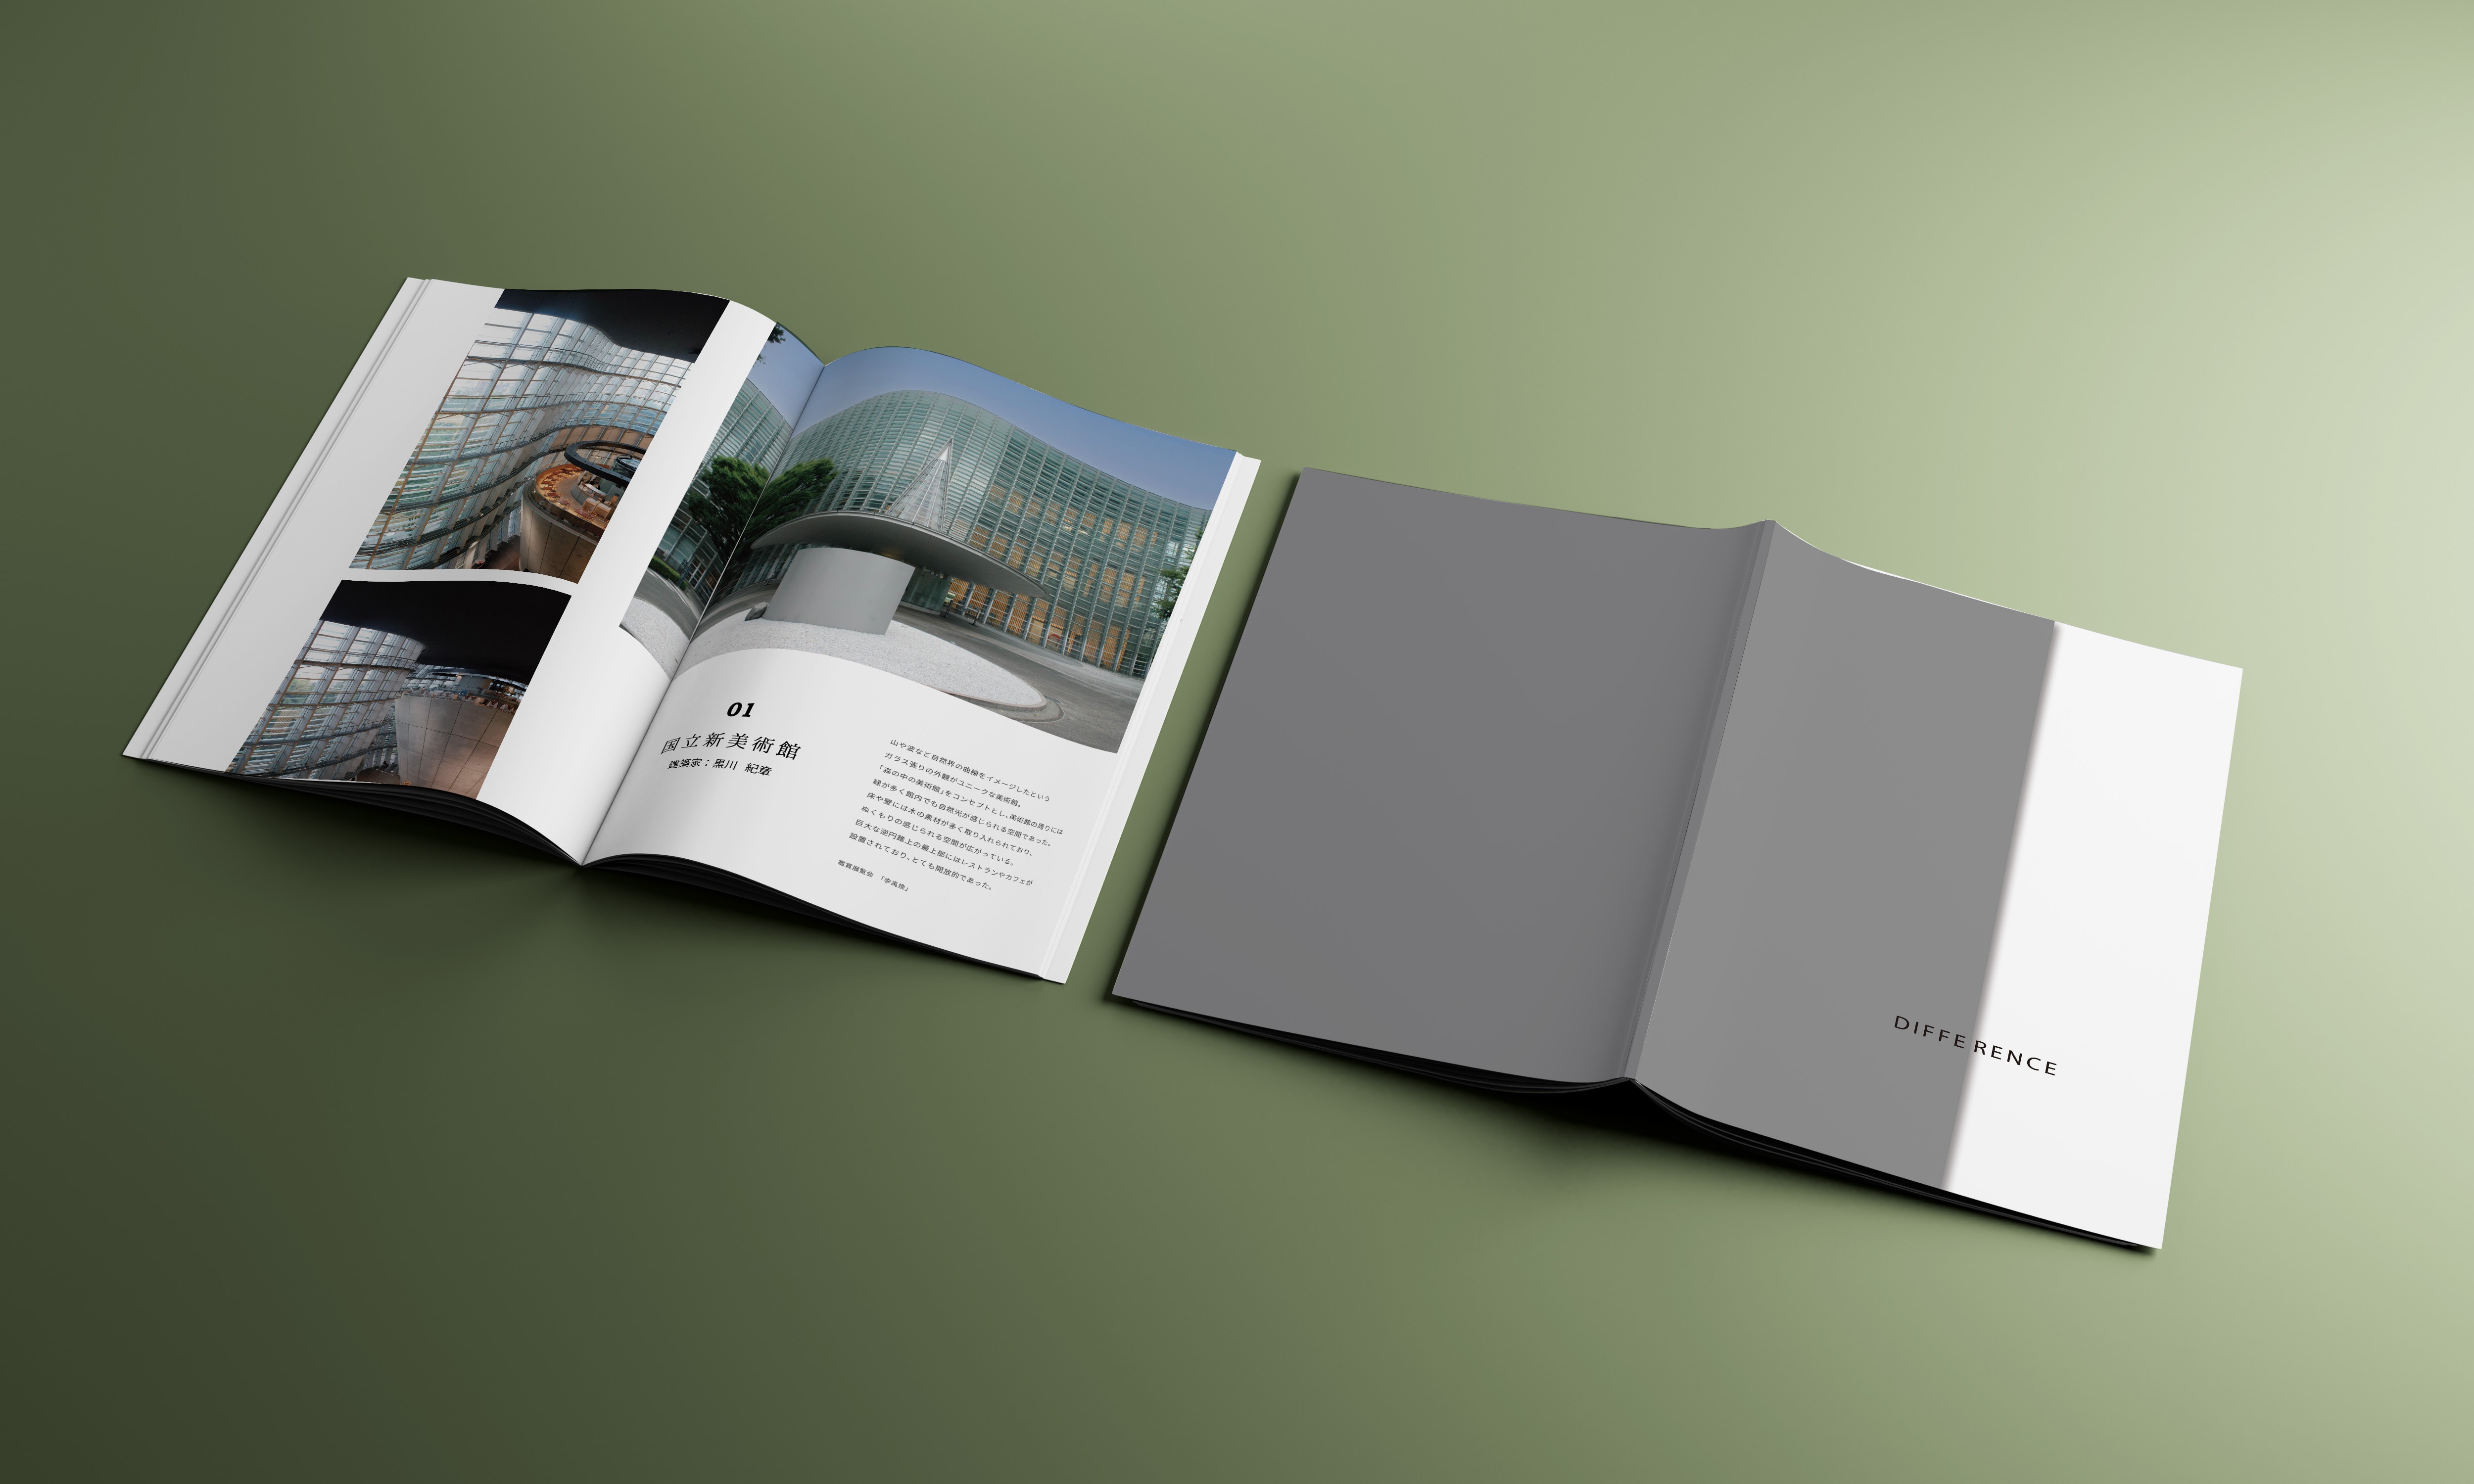 01
国立新美術館
建築家：黒川 紀章
山や波など自然界の曲線をイメージしたという
ガラス張りの外観がユニークな美術館。
「森の中の美術館」をコンセプトとし、美術館の周りには
緑が多く館内でも自然光が感じられる空間であった。
床や壁には木の素材が多く取り入れられており、
ぬくもりの感じられる空間が広がっている。
巨大な逆円錐上の最上部にはレストランやカフェが
設置されており、とても開放的であった。
鑑賞展覧会 「李禹煥」
DIFFERENCE